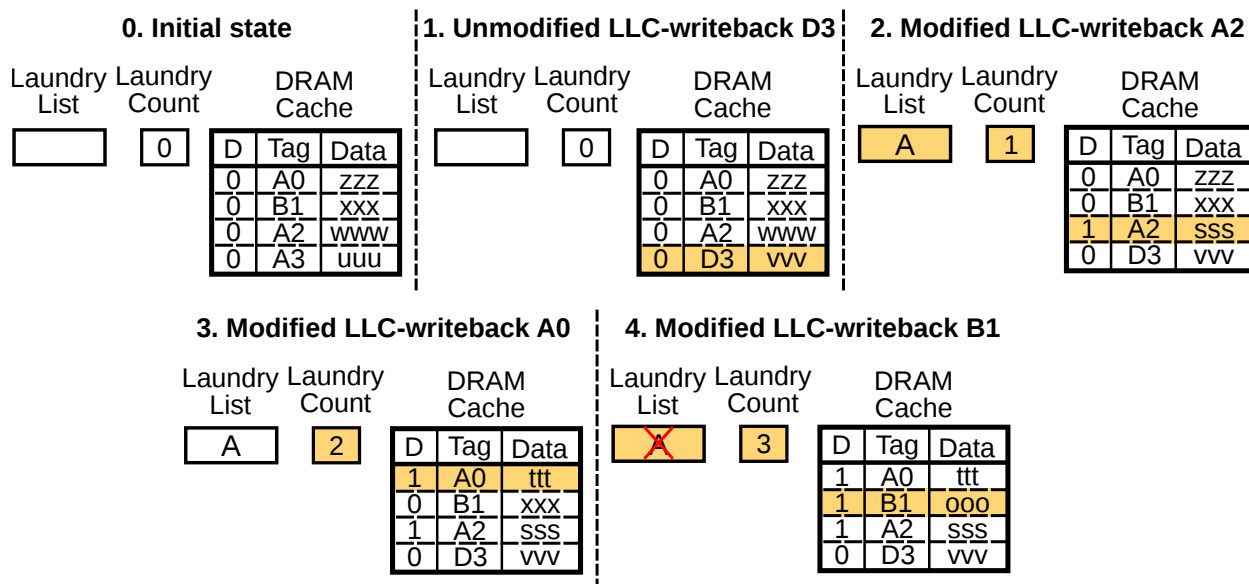 0. Initial state
Laundry List
Laundry Count
DRAM Cache
0
D Tag Data
0 A0 zzz
0 B1 xxx
0 A2 www
0 A3 uuu
1. Unmodified LLC-writeback D3
Laundry List
Laundry Count
DRAM Cache
0
D Tag Data
0 A0 zzz
0 B1 xxx
0 A2 www
0 D3 vvv
2. Modified LLC-writeback A2
Laundry List
Laundry Count
DRAM Cache
A
1
D Tag Data
0 A0 zzz
0 B1 xxx
1 A2 sss
0 D3 vvv
3. Modified LLC-writeback A0
Laundry List
Laundry Count
DRAM Cache
A
2
D Tag Data
1 A0 ttt
0 B1 xxx
1 A2 sss
0 D3 vvv
4. Modified LLC-writeback B1
Laundry List
Laundry Count
DRAM Cache
A
3
D Tag Data
1 A0 ttt
1 B1 ooo
1 A2 sss
0 D3 vvv